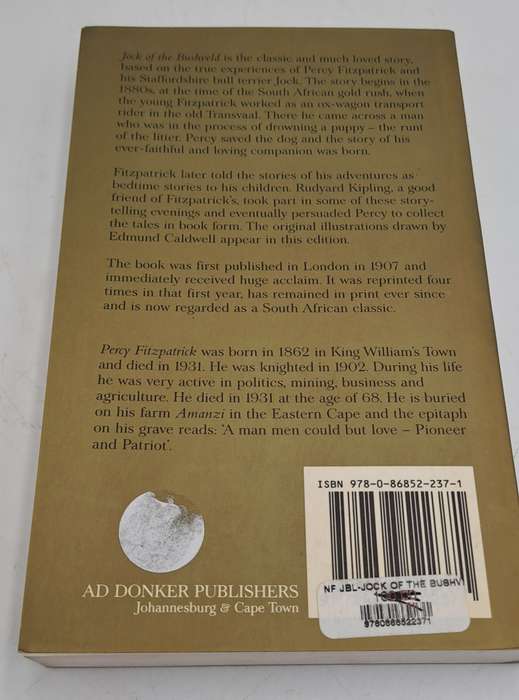 Jock of the Bushveld is the classic and much loved story,
based on the true experiences of Percy Fitzpatrick and
his Staffordshire bull terrier Jock. The story begins in the
1880s, at the time of the South African gold rush, when
the young Fitzpatrick worked as an ox-wagon transport
rider in the old Transvaal. There he came across a man
who was in the process of drowning a puppy – the runt
of the litter. Percy saved the dog and the story of his
ever-faithful and loving companion was born.
Fitzpatrick later told the stories of his adventures as
bedtime stories to his children. Rudyard Kipling, a good
friend of Fitzpatrick's, took part in some of these story-
telling evenings and eventually persuaded Percy to collect
the tales in book form. The original illustrations drawn by
Edmund Caldwell appear in this edition.
The book was first published in London in 1907 and
immediately received huge acclaim. It was reprinted four
times in that first year, has remained in print ever since
and is now regarded as a South African classic.
Percy Fitzpatrick was born in 1862 in King William's Town
and died in 1931. He was knighted in 1902. During his life
he was very active in politics, mining, business and
agriculture. He died in 1931 at the age of 68. He is buried
on his farm Amanzi in the Eastern Cape and the epitaph
on his grave reads: 'A man men could but love – Pioneer
and Patriot'.
ISBN 978-0-86852-237-1
NF JBL-JOCK OF THE BUSHV
9780868522371
AD DONKER PUBLISHERS
Johannesburg & Cape Town